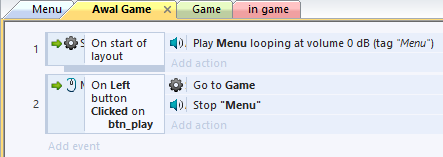 Menu
Awal Game
Game
in game
1
S
On start of
layout
Play Menu looping at volume 0 dB (tag "Menu")
Add action
2
M
On Left
button
Clicked on
btn_play
Go to Game
Stop "Menu"
Add action
Add event